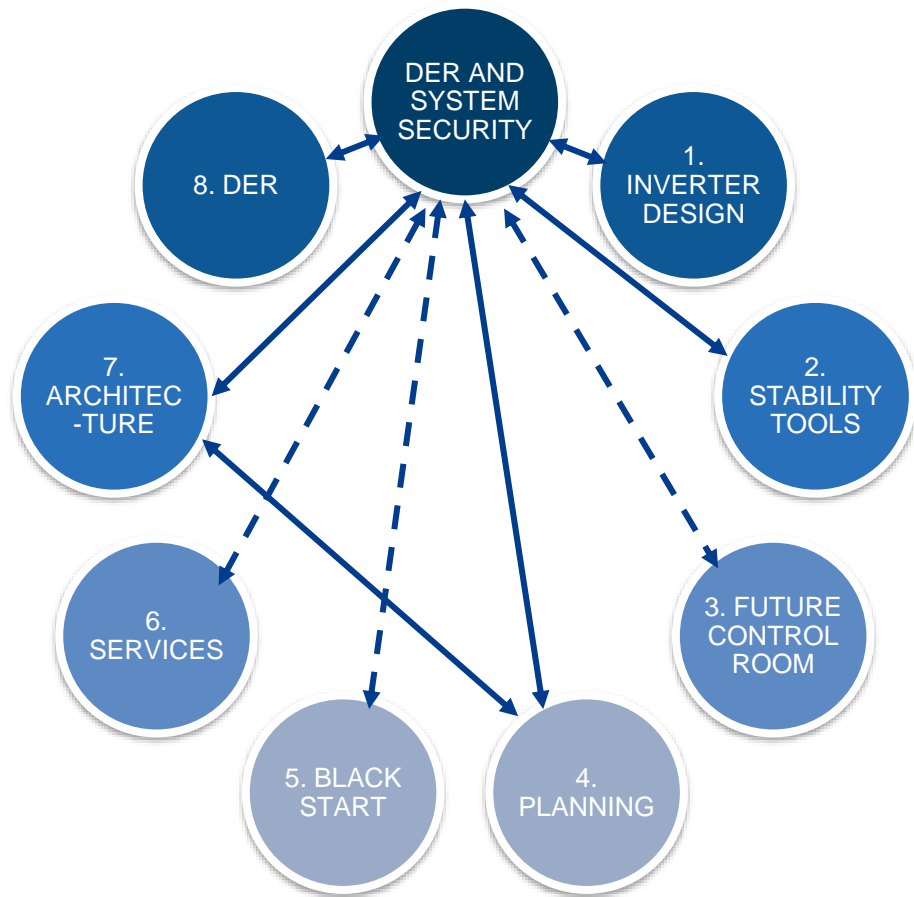 DER AND
SYSTEM
SECURITY
1.
INVERTER
DESIGN
2.
STABILITY
TOOLS
3. FUTURE
CONTROL
ROOM
4.
PLANNING
5. BLACK
START
6.
SERVICES
7.
ARCHITEC
-TURE
8. DER